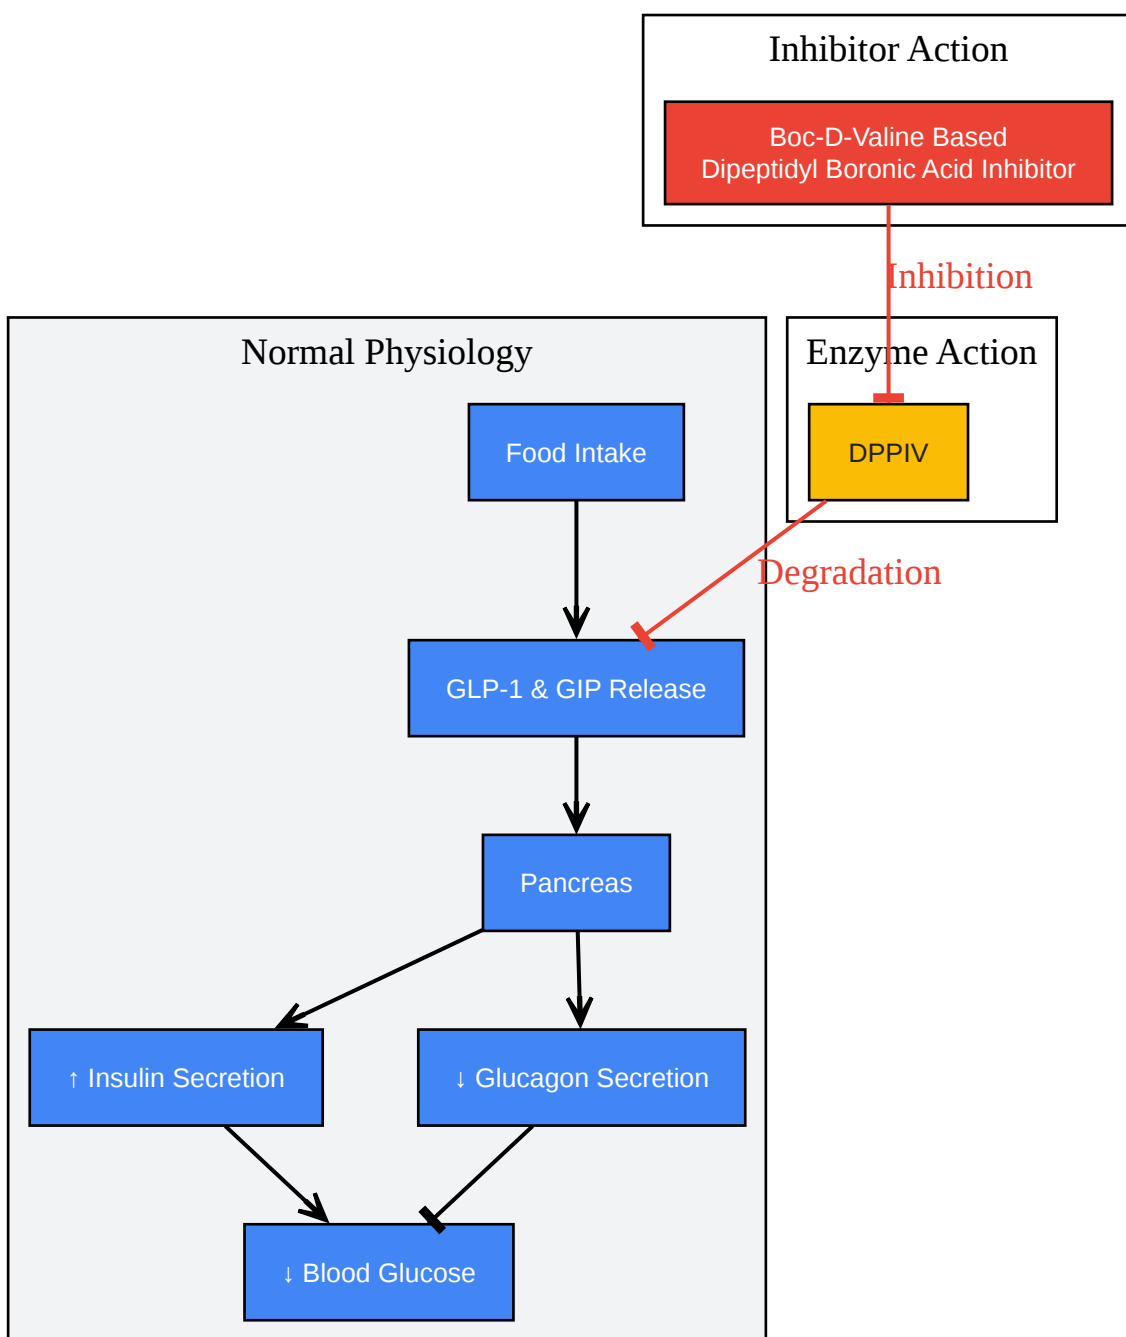 Inhibitor Action
Boc-D-Valine Based
Dipeptidyl Boronic Acid Inhibitor
Inhibition
Normal Physiology
Enzyme Action
Food Intake
DPPIV
Degradation
GLP-1 & GIP Release
Pancreas
↑ Insulin Secretion
↓ Glucagon Secretion
↓ Blood Glucose